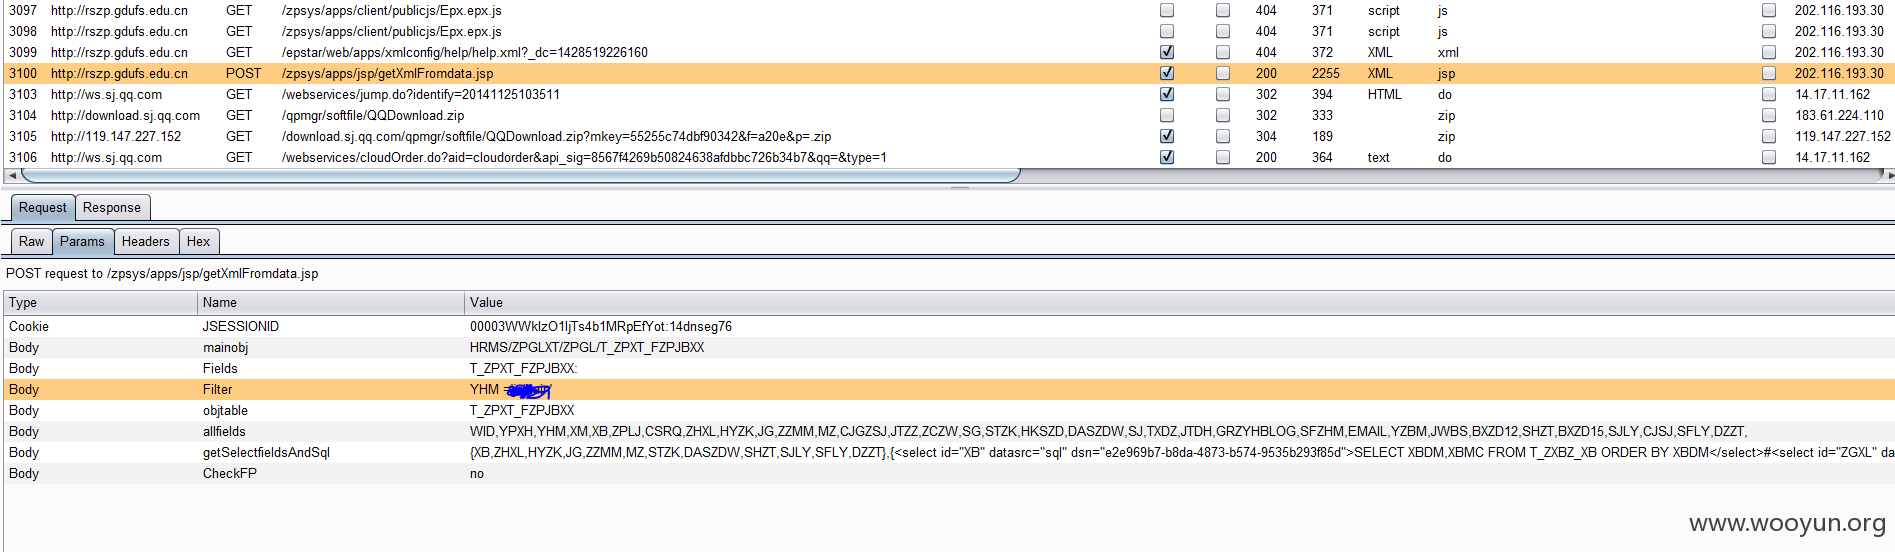 3097 http://rszp.gdufs.edu.cn GET /zpsys/apps/client/publicjs/Epx.epx.js 404 371 script js 202.116.193.30
3098 http://rszp.gdufs.edu.cn GET /zpsys/apps/client/publicjs/Epx.epx.js 404 371 script js 202.116.193.30
3099 http://rszp.gdufs.edu.cn GET /epstar/web/apps/xmlconfig/help/help.xml?_dc=1428519226160 404 372 XML xml 202.116.193.30
3100 http://rszp.gdufs.edu.cn POST /zpsys/apps/jsp/getXmlFromdata.jsp 200 2255 XML jsp 202.116.193.30
3103 http://ws.sj.qq.com GET /webservices/jump.do?identify=20141125103511 302 394 HTML do 14.17.11.162
3104 http://download.sj.qq.com GET /qpmgr/softfile/QQDownload.zip 302 333 zip 183.61.224.110
3105 http://119.147.227.152 GET /download.sj.qq.com/qpmgr/softfile/QQDownload.zip?mkey=55255c74dbf90342&f=a20e&p=.zip 304 189 zip 119.147.227.152
3106 http://ws.sj.qq.com GET /webservices/cloudOrder.do?aid=cloudorder&api_sig=8567f4269b50824638afdbbc726b34b7&qq=&type=1 200 364 text do 14.17.11.162
Request Response
Raw Params Headers Hex
POST request to /zpsys/apps/jsp/getXmlFromdata.jsp
Type Name Value
Cookie JSESSIONID 00003WWklzO1ljTs4b1MRpEfYot:14dnseg76
Body mainobj HRMS/ZPGLXT/ZPGL/T_ZPXT_FZPJBXX
Body Fields T_ZPXT_FZPJBXX:
Body Filter YHM =
Body objtable T_ZPXT_FZPJBXX
Body allfields WID,YPXH,YHM,XM,XB,ZPLJ,CSRQ,ZHXL,HYZK,JG,ZZMM,MZ,CJGZSJ,JTZZ,ZCZW,SG,STZK,HKSZD,DASZDW,SJ,TXDZ,JTDH,GRZYHBLOG,SFZHM,EMAIL,YZBM,JWBS,BXZD12,SHZT,BXZD15,SJLY,CJSJ,SFLY,DZZT,
Body getSelectfieldsAndSql {XB,ZHXL,HYZK,JG,ZZMM,MZ,STZK,DASZDW,SHZT,SJLY,SFLY,DZZT},{<select id="XB" datasrc="sql" dsn="e2e969b7-b8da-4873-b574-9535b293f85d">SELECT XBDM,XBMC FROM T_ZXBZ_XB ORDER BY XBDM</select>#<select id="ZGXL" da
Body CheckFP no
www.wooyun.org